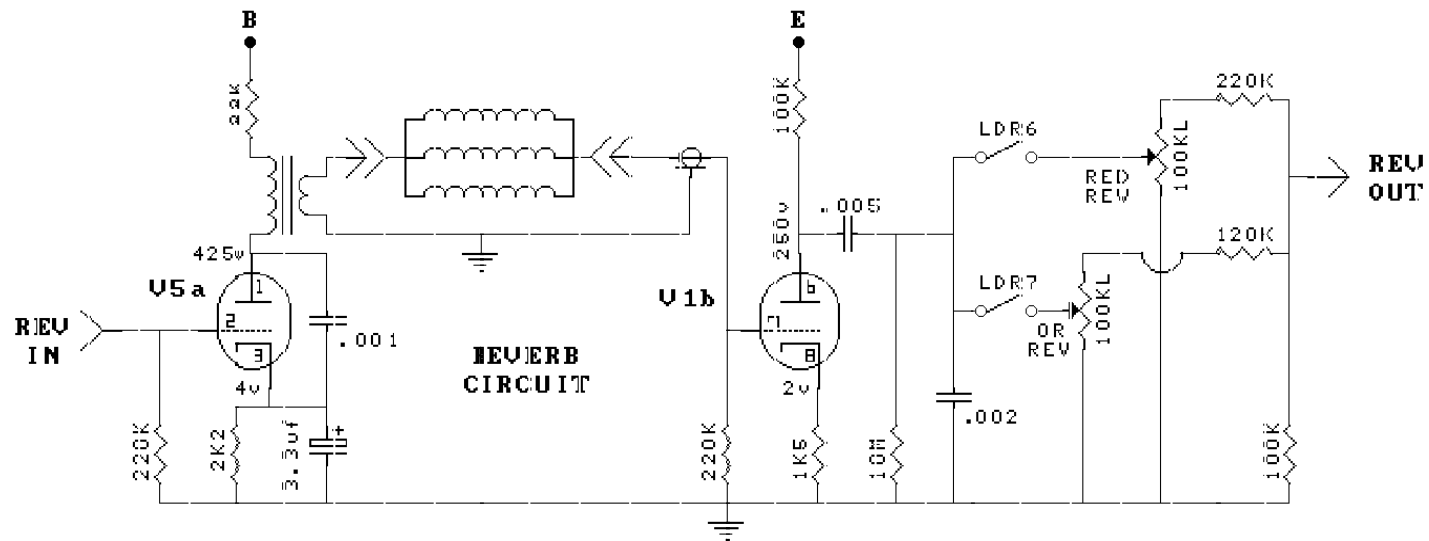 B
E
22K
100K
220K
LDR6
100KL
RED
REV
REV
OUT
.005
425v
250v
120K
V5a
1
6
V1b
LDR7
100KL
OR
REV
REV
IN
2
3
.001
7
8
REVERB
CIRCUIT
4v
2v
.002
220K
2K2
3.3uf
+
220K
1K5
10M
100K